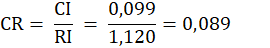 CR = CI / RI = 0,099 / 1,120 = 0,089